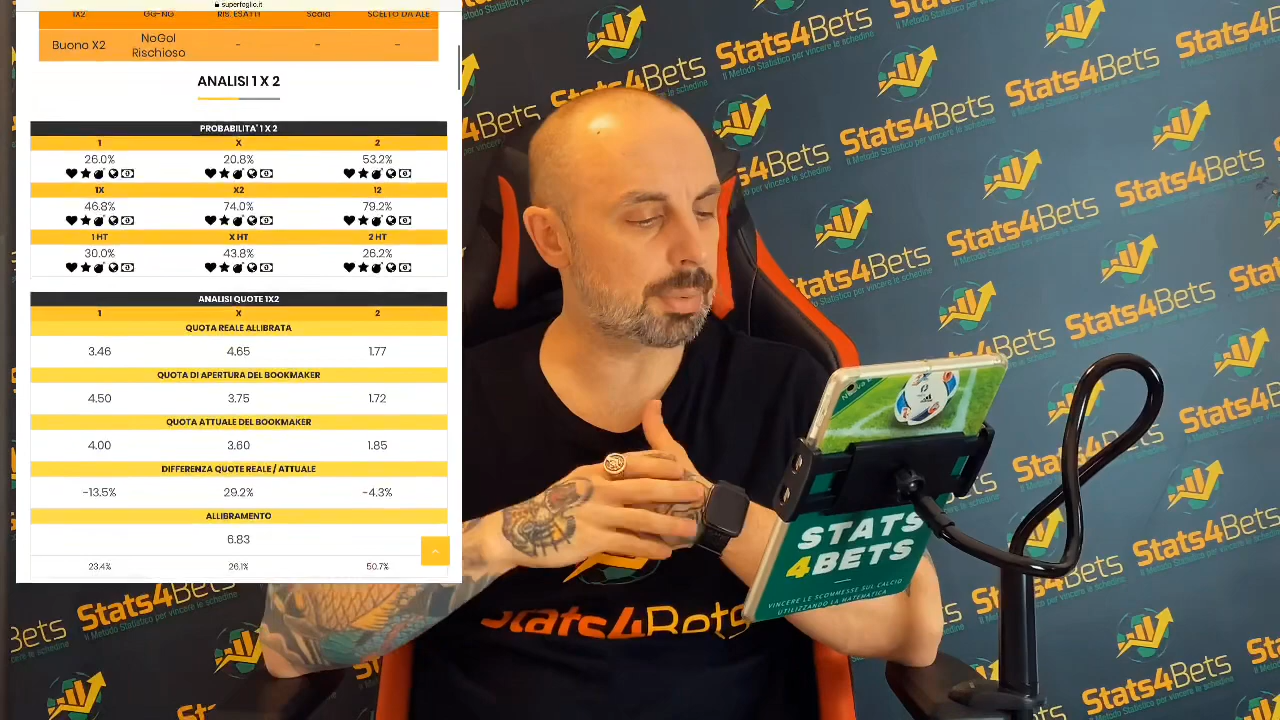 superfoglio.it
1X2 GG-NG RIS. ESATTI Scala SCELTO DA ALE
Buono X2 NoGol Rischioso - - -
ANALISI 1 X 2
PROBABILITA' 1 X 2
1 X 2
26.0% 20.8% 53.2%
1X X2 12
46.8% 74.0% 79.2%
1 HT X HT 2 HT
30.0% 43.8% 26.2%
ANALISI QUOTE 1X2
1 X 2
QUOTA REALE ALLIBRATA
3.46 4.65 1.77
QUOTA DI APERTURA DEL BOOKMAKER
4.50 3.75 1.72
QUOTA ATTUALE DEL BOOKMAKER
4.00 3.60 1.85
DIFFERENZA QUOTE REALE / ATTUALE
-13.5% 29.2% -4.3%
ALLIBRAMENTO
6.83
23.4% 26.1% 50.7%
Stats4Bets
Il Metodo Statistico per vincere le schedine
STATS
4BETS
VINCERE LE SCOMMESSE SUL CALCIO
UTILIZZANDO LA MATEMATICA
Stats4Bets